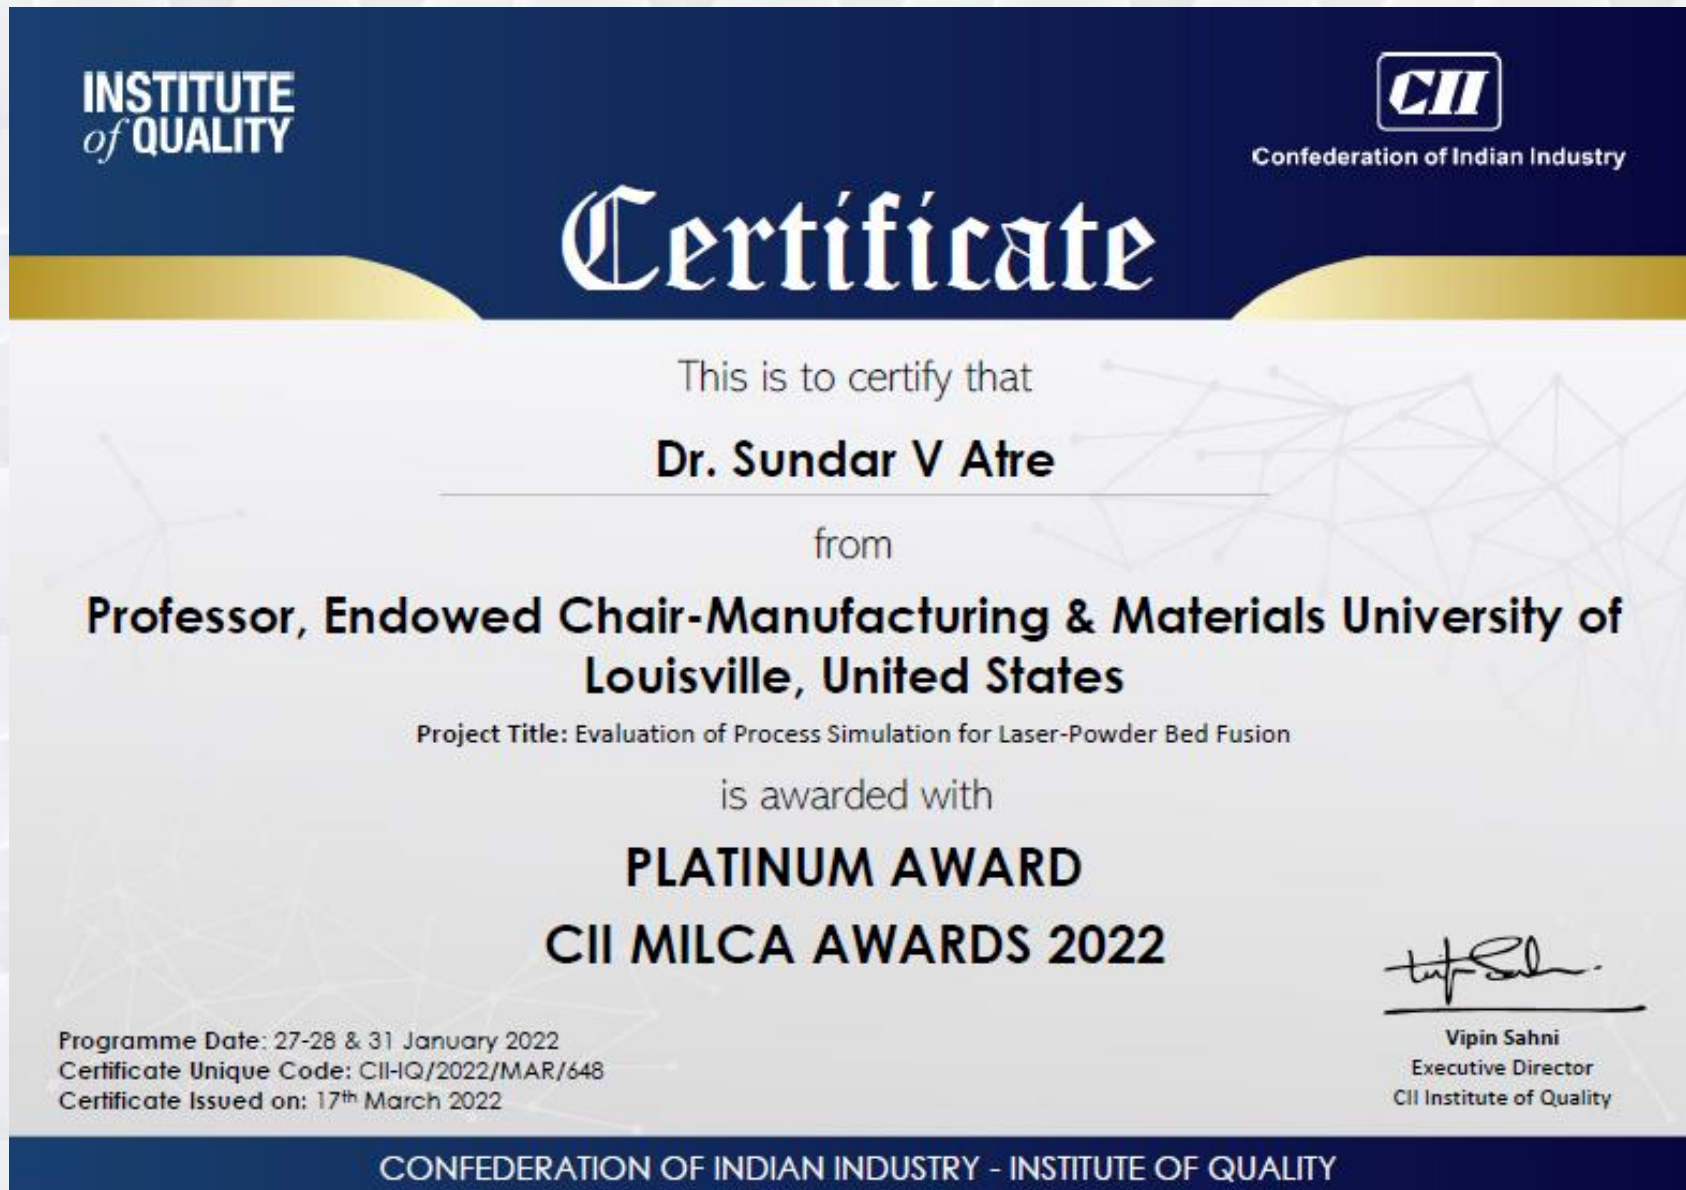 INSTITUTE
of QUALITY
CII
Confederation of Indian Industry
Certificate
This is to certify that
Dr. Sundar V Atre
from
Professor, Endowed Chair-Manufacturing & Materials University of
Louisville, United States
Project Title: Evaluation of Process Simulation for Laser-Powder Bed Fusion
is awarded with
PLATINUM AWARD
CII MILCA AWARDS 2022
Programme Date: 27-28 & 31 January 2022
Certificate Unique Code: CII-IQ/2022/MAR/648
Certificate Issued on: 17th March 2022
Vipin Sahni
Executive Director
CII Institute of Quality
CONFEDERATION OF INDIAN INDUSTRY - INSTITUTE OF QUALITY